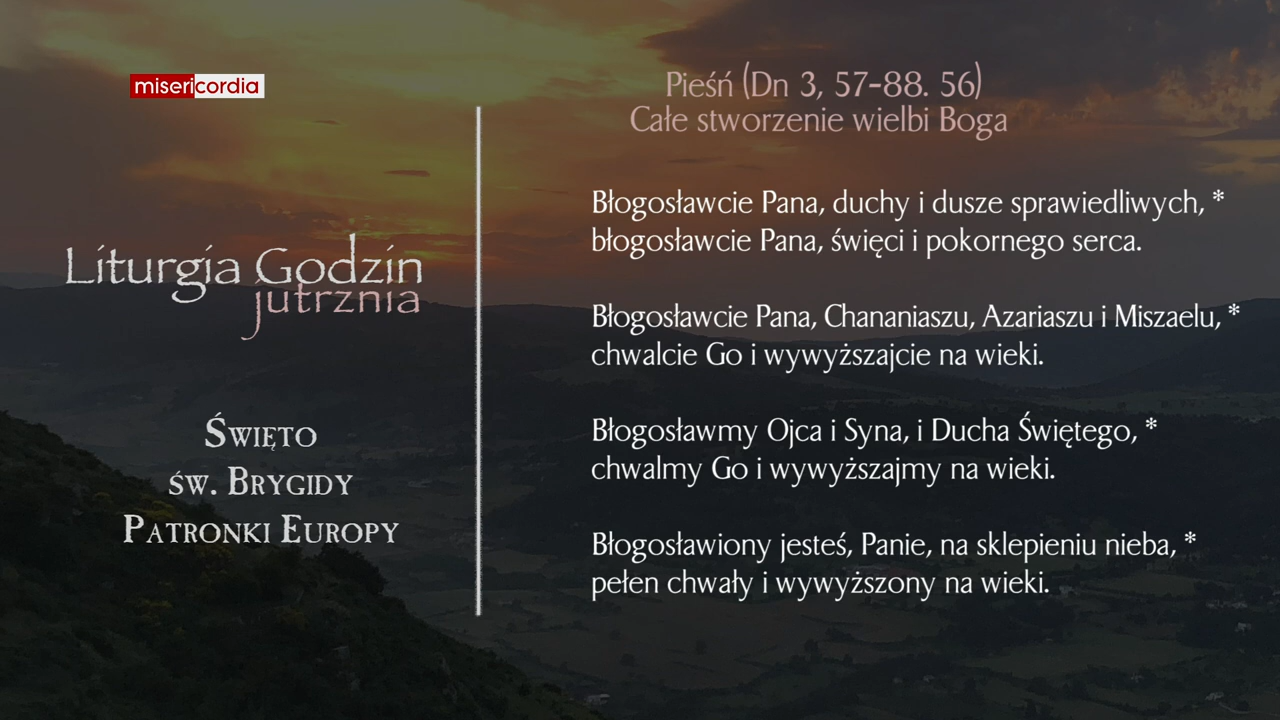 misericordia
Liturgia Godzin
jutrznia
Święto
św. Brygidy
Patronki Europy
Pieśń (Dn 3, 57-88. 56)
Całe stworzenie wielbi Boga
Błogosławcie Pana, duchy i dusze sprawiedliwych, *
błogosławcie Pana, święci i pokornego serca.
Błogosławcie Pana, Chananiaszu, Azariaszu i Miszaelu, *
chwalcie Go i wywyższajcie na wieki.
Błogosławmy Ojca i Syna, i Ducha Świętego, *
chwalmy Go i wywyższajmy na wieki.
Błogosławiony jesteś, Panie, na sklepieniu nieba, *
pełen chwały i wywyższony na wieki.